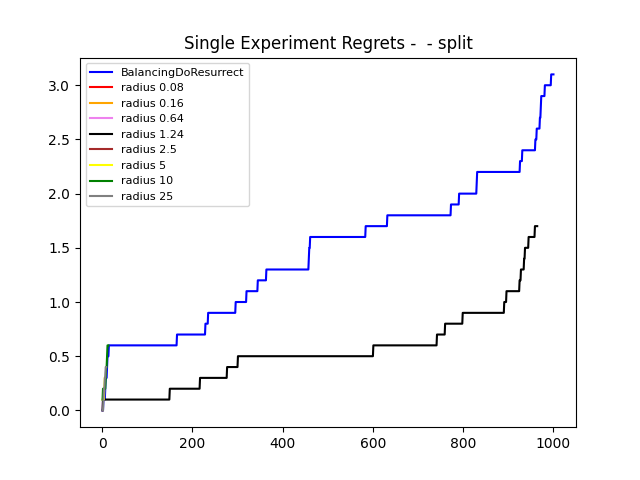 Single Experiment Regrets -  - split
BalancingDoResurrect
radius 0.08
radius 0.16
radius 0.64
radius 1.24
radius 2.5
radius 5
radius 10
radius 25
3.0
2.5
2.0
1.5
1.0
0.5
0.0
0 200 400 600 800 1000